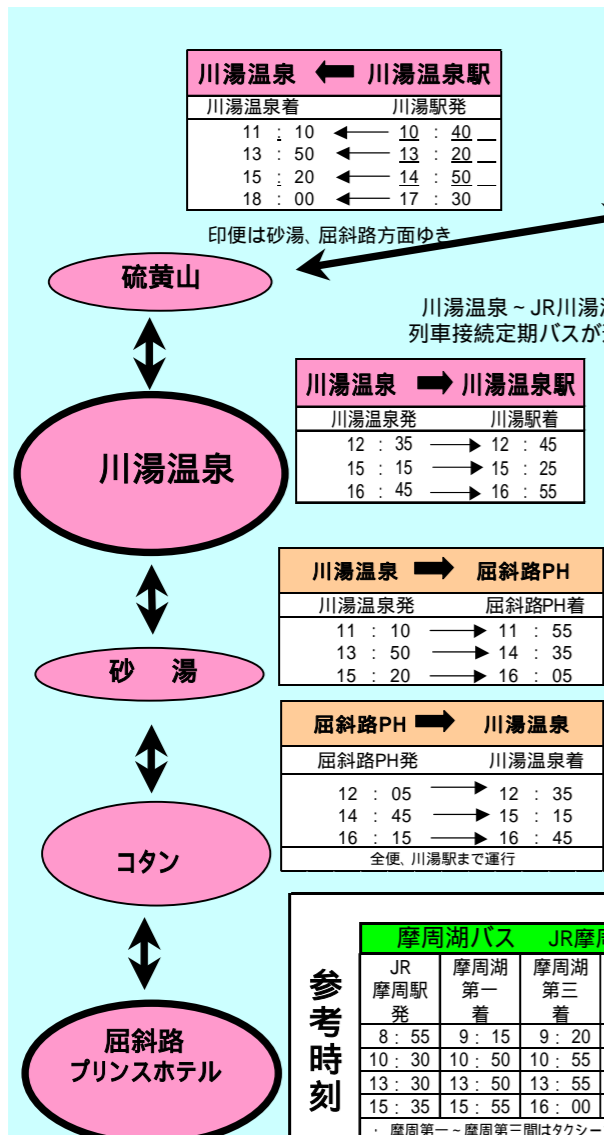 川湯温泉 ← 川湯温泉駅
川湯温泉着 川湯駅発
11 : 10 ← 10 : 40
13 : 50 ← 13 : 20
15 : 20 ← 14 : 50
18 : 00 ← 17 : 30
印便は砂湯、屈斜路方面ゆき
硫黄山
川湯温泉~JR川湯
列車接続定期バスが
川湯温泉 → 川湯温泉駅
川湯温泉発 川湯駅着
12 : 35 → 12 : 45
15 : 15 → 15 : 25
16 : 45 → 16 : 55
川湯温泉
川湯温泉 → 屈斜路PH
川湯温泉発 屈斜路PH着
11 : 10 → 11 : 55
13 : 50 → 14 : 35
15 : 20 → 16 : 05
砂 湯
屈斜路PH → 川湯温泉
屈斜路PH発 川湯温泉着
12 : 05 → 12 : 35
14 : 45 → 15 : 15
16 : 15 → 16 : 45
全便、川湯駅まで運行
コタン
屈斜路
プリンスホテル
参考時刻
摩周湖バス JR摩周
JR 摩周湖 摩周湖
摩周駅 第一 第三
発 着 着
8 : 55 9 : 15 9 : 20
10 : 30 10 : 50 10 : 55
13 : 30 13 : 50 13 : 55
15 : 35 15 : 55 16 : 00
・ 摩周第一~摩周第三間はタクシー